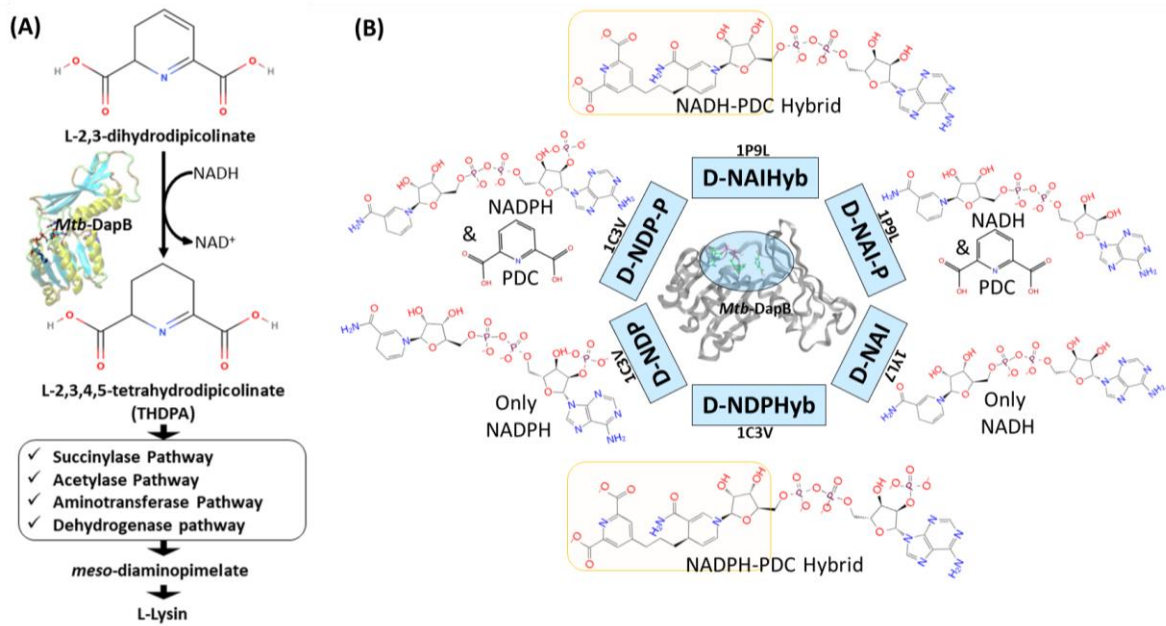 (A)
L-2,3-dihydrodipicolinate
NADH
Mtb-DapB
NAD⁺
L-2,3,4,5-tetrahydrodipicolinate
(THDPA)
✓ Succinylase Pathway
✓ Acetylase Pathway
✓ Aminotransferase Pathway
✓ Dehydrogenase pathway
meso-diaminopimelate
L-Lysin
(B)
NADH-PDC Hybrid
1P9L
D-NAIHyb
NADPH
&
PDC
1C3V
D-NDP-P
D-NAI-P
1P9L
NADH
&
PDC
Mtb-DapB
D-NDP
1C3V
Only
NADPH
D-NAI
1YL7
Only
NADH
D-NDPHyb
1C3V
NADPH-PDC Hybrid